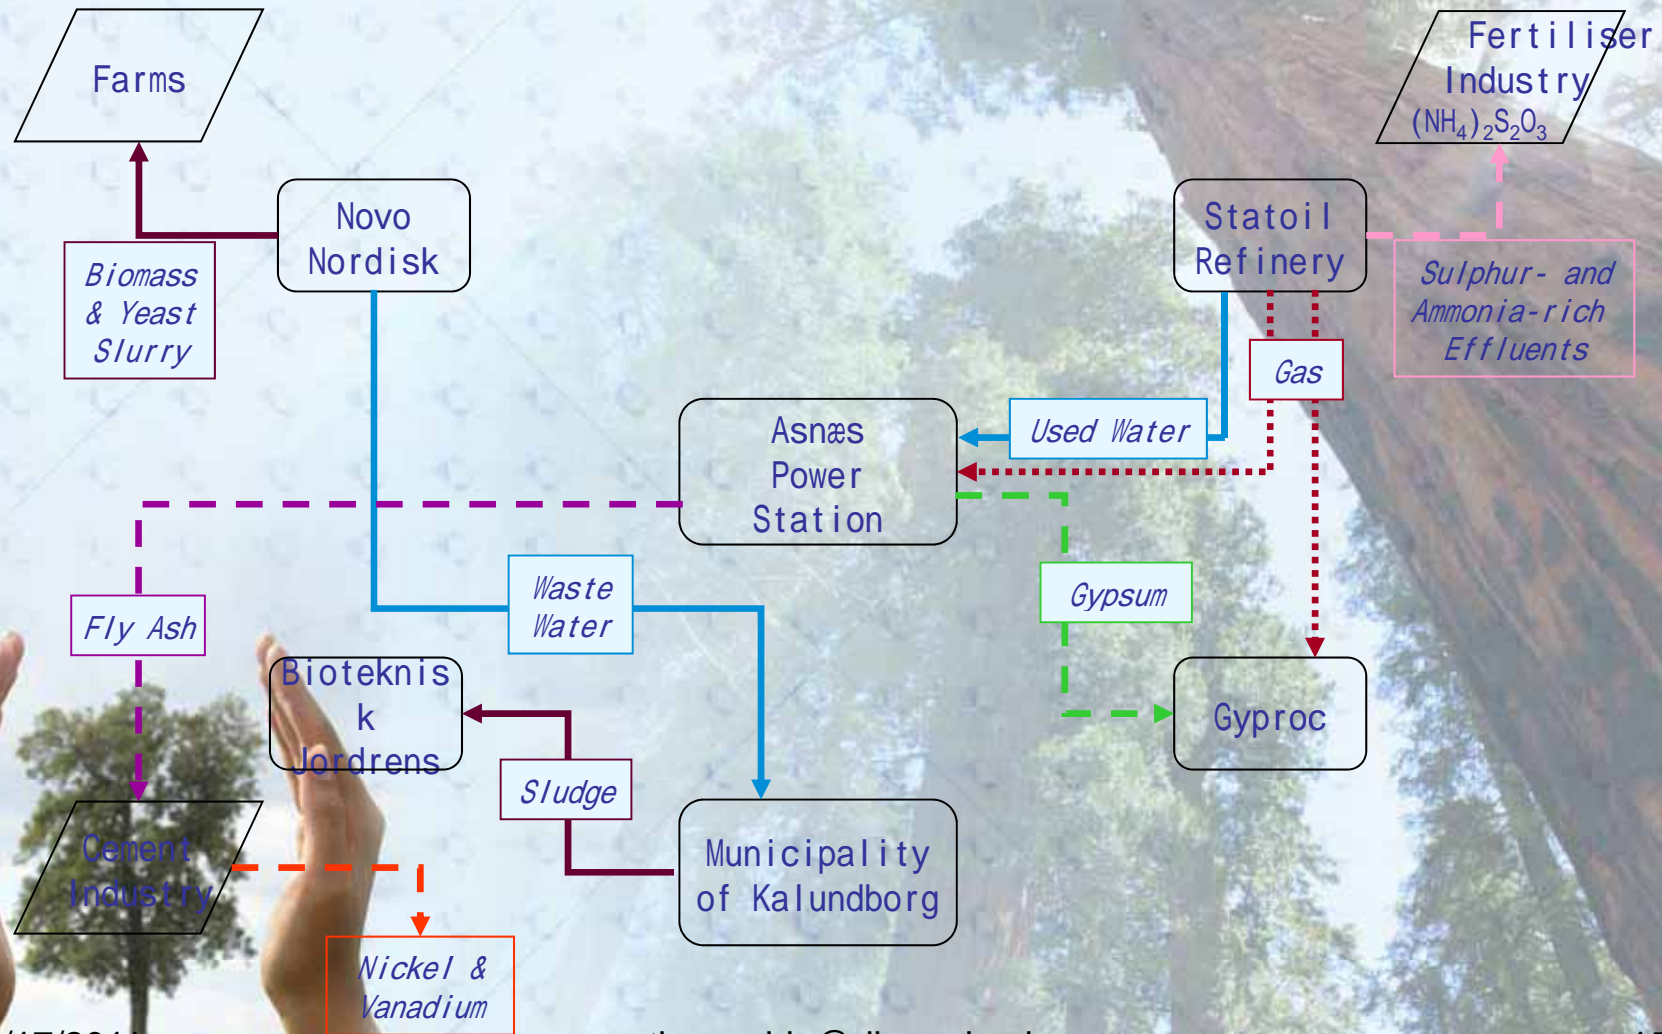 Farms
Fertiliser
Industry
(NH₄)₂S₂O₃
Novo
Nordisk
Statoil
Refinery
Biomass
& Yeast
Slurry
Sulphur- and
Ammonia-rich
Effluents
Gas
Used Water
Asnæs
Power
Station
Waste
Water
Gypsum
Fly Ash
Bioteknis
k
Jordrens
Gyproc
Sludge
Cement
Industry
Municipality
of Kalundborg
Nickel &
Vanadium